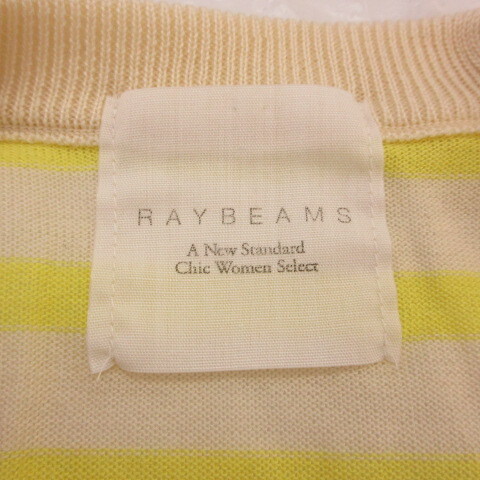 RAYBEAMS
A New Standard
Chic Women Select